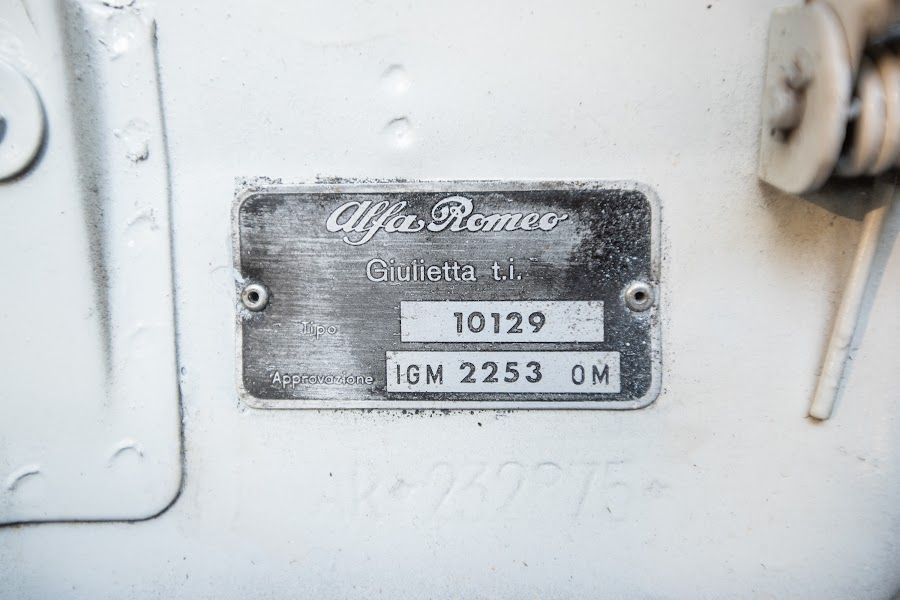 Alfa Romeo
Giulietta t.i.
Tipo 10129
Approvazione IGM 2253 OM